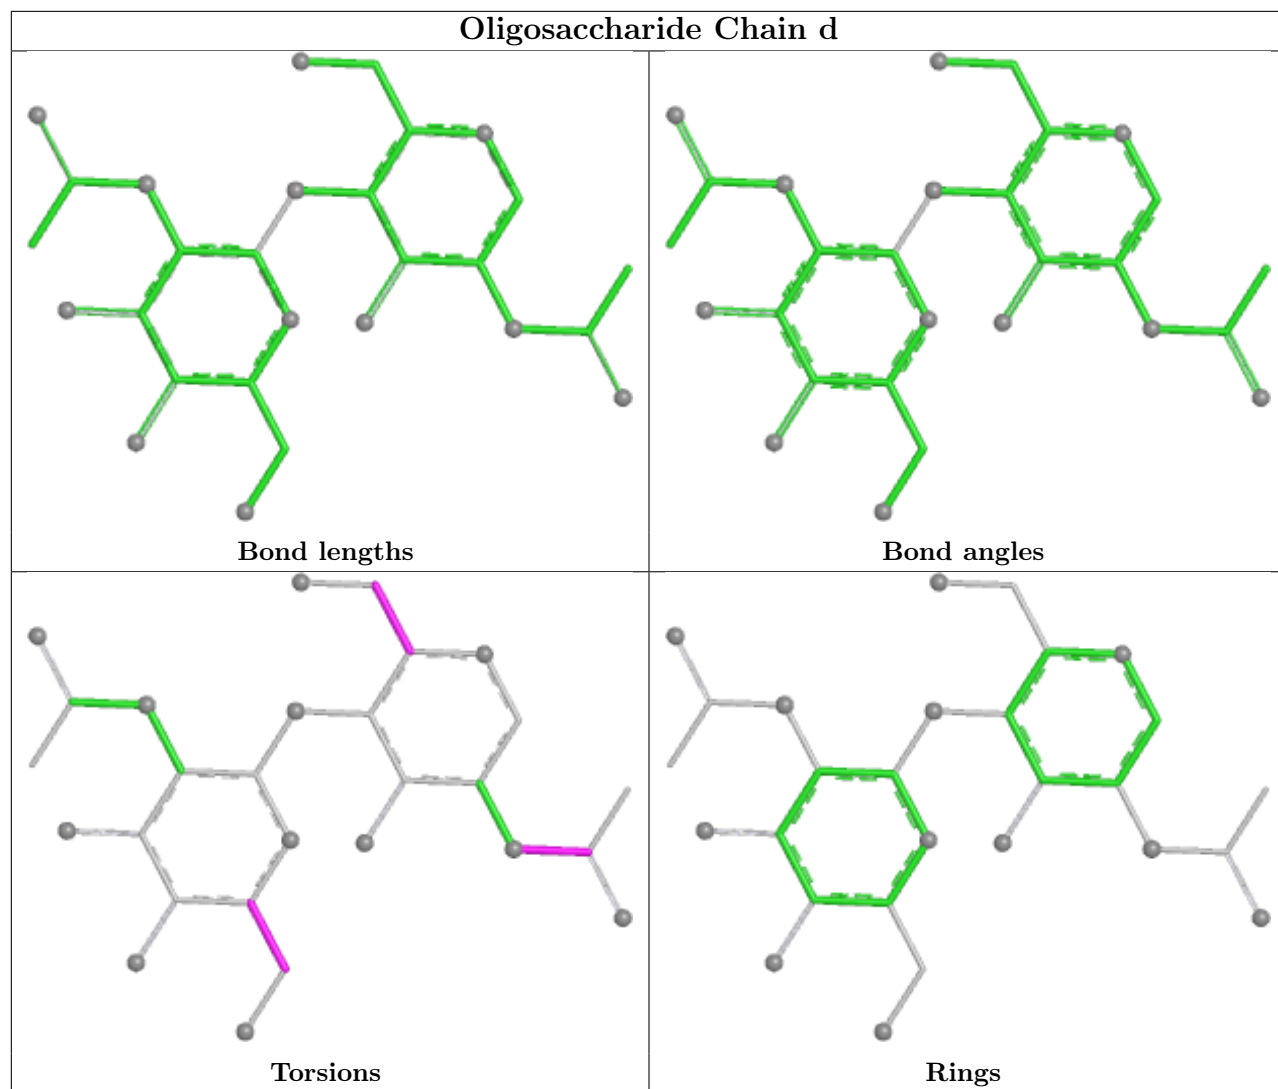 Oligosaccharide Chain d
Bond lengths
Bond angles
Torsions
Rings